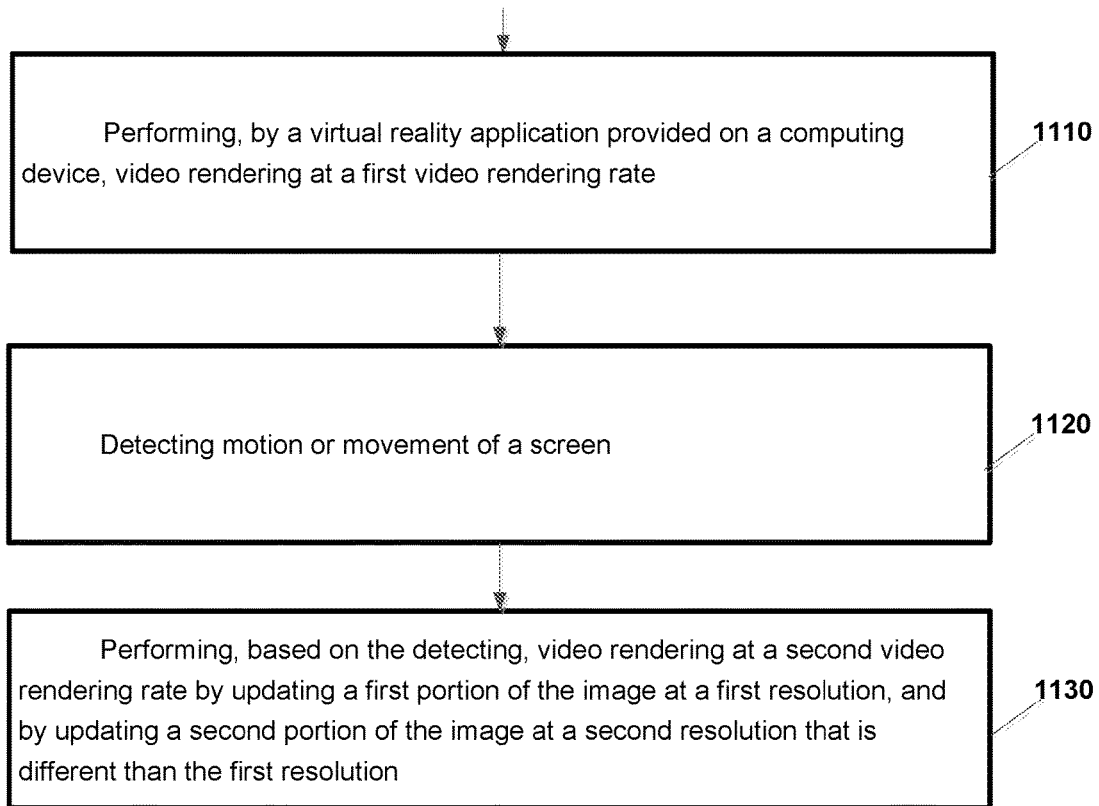 Performing, by a virtual reality application provided on a computing
device, video rendering at a first video rendering rate
1110
Detecting motion or movement of a screen
1120
Performing, based on the detecting, video rendering at a second video
rendering rate by updating a first portion of the image at a first resolution, and
by updating a second portion of the image at a second resolution that is
different than the first resolution
1130